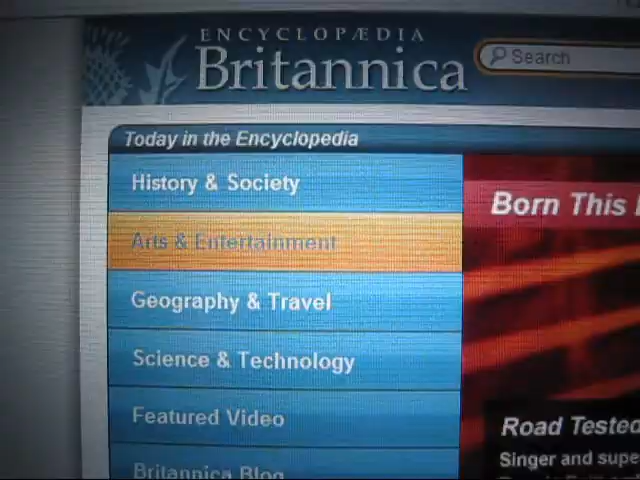 ENCYCLOPÆDIA
Britannica
Search
Today in the Encyclopedia
History & Society
Arts & Entertainment
Geography & Travel
Science & Technology
Featured Video
Britannica Blog
Born This
Road Tested
Singer and supe